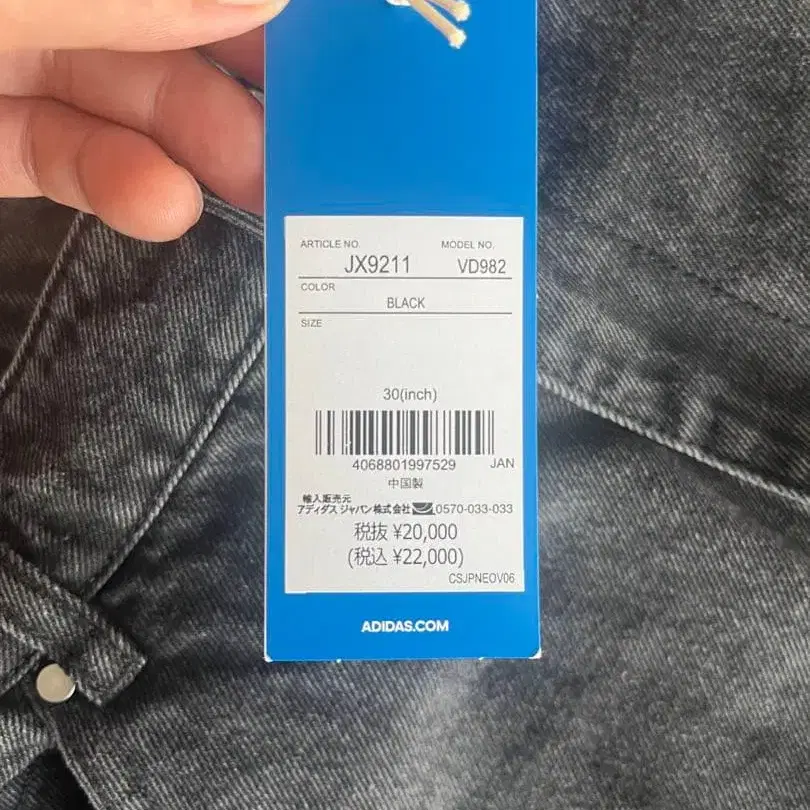 ARTICLE NO. MODEL NO.
JX9211 VD982
COLOR
BLACK
SIZE
30(inch)
4068801997529 JAN
中国製
輸入販売元
アディダス ジャパン株式会社 0570-033-033
税抜 ¥20,000
(税込 ¥22,000)
CSJPNEOV06
ADIDAS.COM